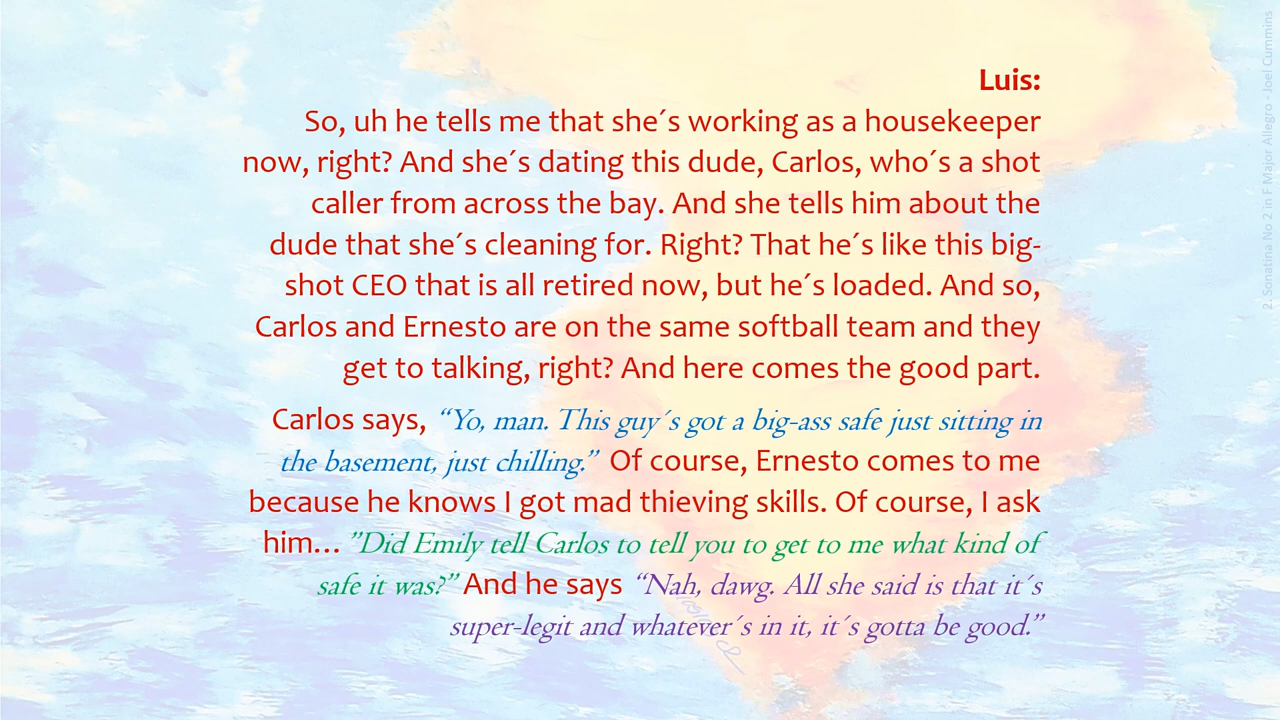 Luis:
So, uh he tells me that she´s working as a housekeeper
now, right? And she´s dating this dude, Carlos, who´s a shot
caller from across the bay. And she tells him about the
dude that she´s cleaning for. Right? That he´s like this big-
shot CEO that is all retired now, but he´s loaded. And so,
Carlos and Ernesto are on the same softball team and they
get to talking, right? And here comes the good part.
Carlos says, “Yo, man. This guy´s got a big-ass safe just sitting in
the basement, just chilling.” Of course, Ernesto comes to me
because he knows I got mad thieving skills. Of course, I ask
him… ”Did Emily tell Carlos to tell you to get to me what kind of
safe it was?” And he says “Nah, dawg. All she said is that it´s
super-legit and whatever´s in it, it´s gotta be good.”
2. Sonatina No 2 in F Major Allegro - Joel Cummins